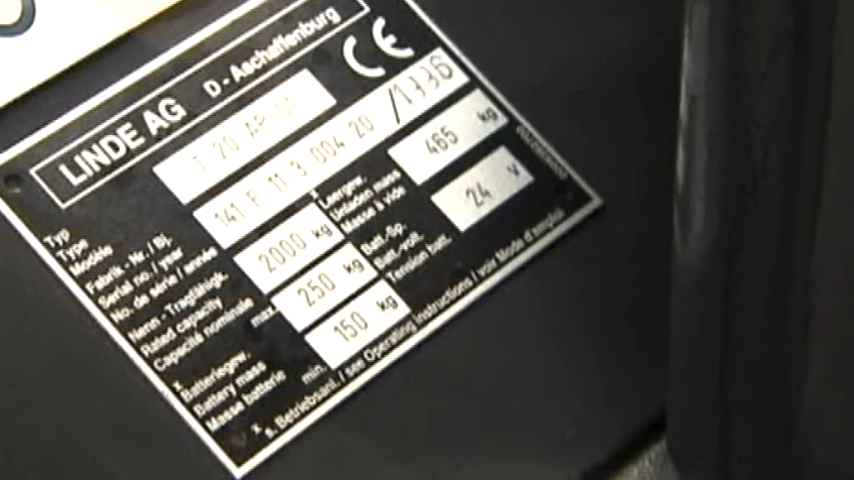 LINDE AG D - Aschaffenburg
CE
Typ
Type
Modèle
T 20 AP-01
Fabrik - Nr. / Bj.
Serial no. / year
No. de série / année
141 F 11 3 004 20 /1336
Nenn - Tragfähigk.
Rated capacity
Capacité nominale
2000 kg
x Leergew.
Unladen mass
Masse à vide
465 kg
x Batteriegew.
Battery mass
Masse batterie
max. 250 kg
min. 150 kg
Batt-Sp.
Batt-volt.
Tension batt.
24 V
x s. Betriebsanl. / see Operating Instructions / voir Mode d'emploi